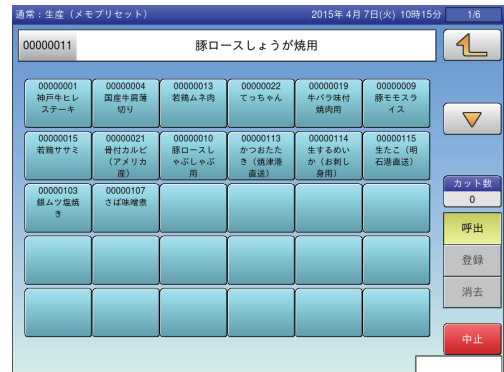 通常：生産（メモプリセット）
2015年 4月 7日(火) 10時15分
1/6
00000011
豚ロースしょうが焼用
00000001
神戸牛ヒレ
ステーキ
00000004
国産牛肩薄
切り
00000013
若鶏ムネ肉
00000022
てっちゃん
00000019
牛バラ味付
焼肉用
00000009
豚モモスラ
イス
00000015
若鶏ササミ
00000021
骨付カルビ
（アメリカ
産）
00000010
豚ロースし
ゃぶしゃぶ
用
00000113
かつおたた
き（焼津港
直送）
00000114
生するめい
か（お刺し
身用）
00000115
生たこ（明
石港直送）
00000103
銀ムツ塩焼
き
00000107
さば味噌煮
カット数
0
呼出
登録
消去
中止